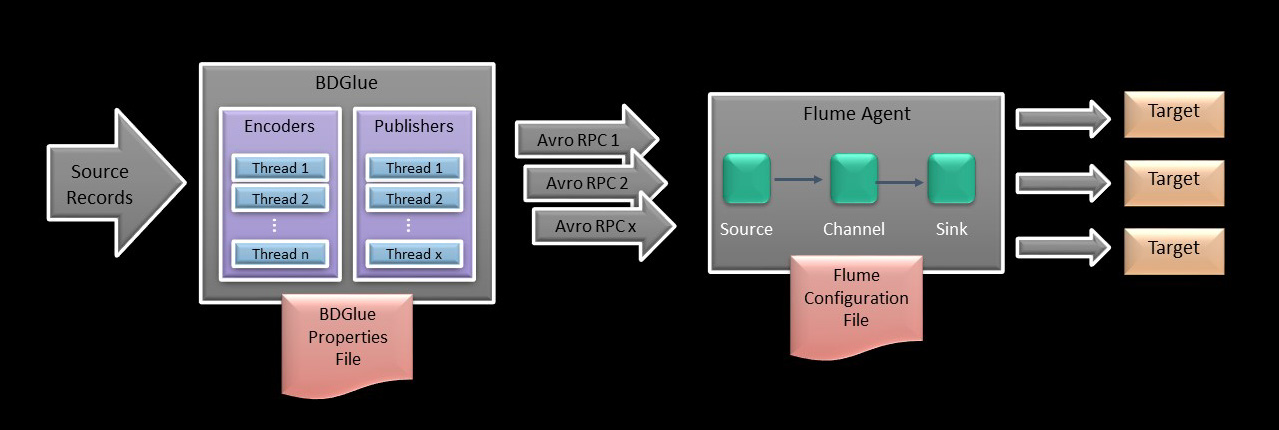 Source
Records
BDGlue
Encoders
Thread 1
Thread 2
Thread n
Publishers
Thread 1
Thread 2
Thread x
BDGlue
Properties
File
Avro RPC 1
Avro RPC 2
Avro RPC x
Flume Agent
Source
Channel
Sink
Flume
Configuration
File
Target
Target
Target